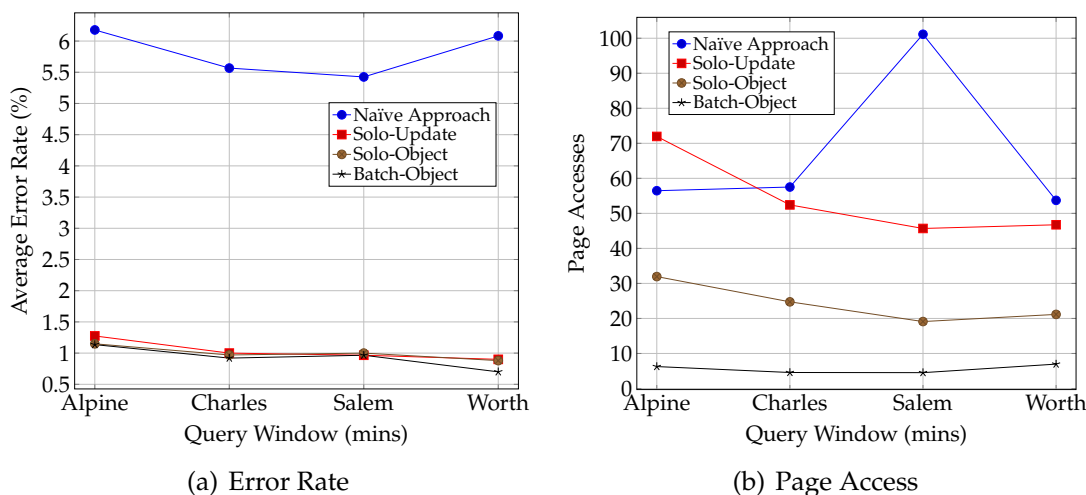 6
5.5
5
4.5
4
3.5
3
2.5
2
1.5
1
0.5
Average Error Rate (%)
Naïve Approach
Solo-Update
Solo-Object
Batch-Object
Alpine Charles Salem Worth
Query Window (mins)
(a) Error Rate
100
90
80
70
60
50
40
30
20
10
0
Page Accesses
Naïve Approach
Solo-Update
Solo-Object
Batch-Object
Alpine Charles Salem Worth
Query Window (mins)
(b) Page Access